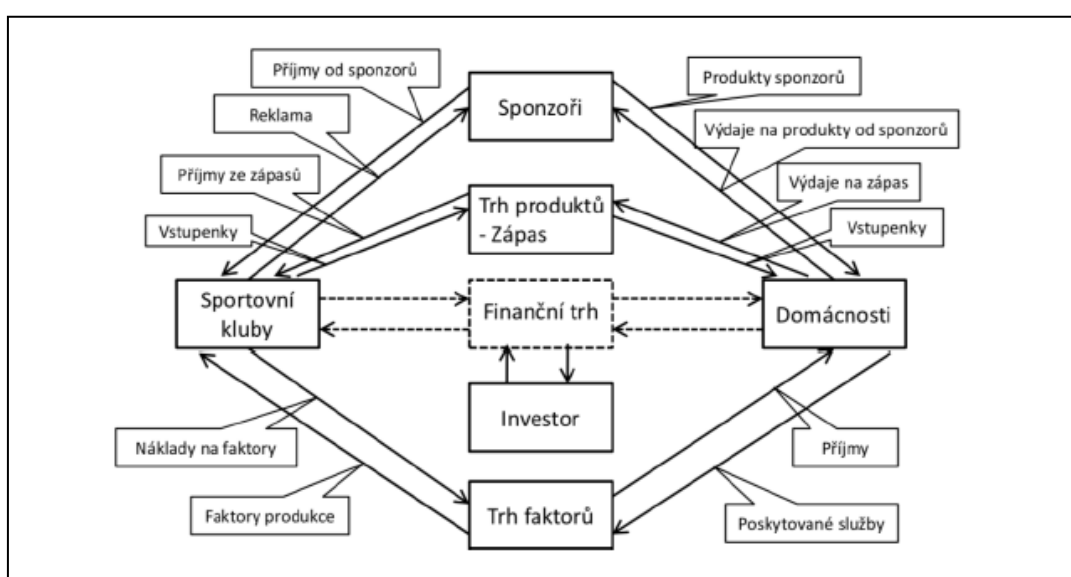 Příjmy od sponzorů
Produkty sponzorů
Sponzoři
Reklama
Výdaje na produkty od sponzorů
Příjmy ze zápasů
Výdaje na zápas
Trh produktů
- Zápas
Vstupenky
Vstupenky
Sportovní
kluby
Finanční trh
Domácnosti
Investor
Náklady na faktory
Příjmy
Faktory produkce
Trh faktorů
Poskytované služby